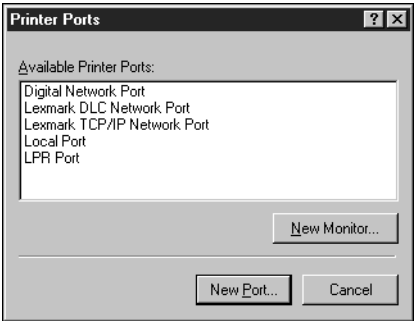 Printer Ports
Available Printer Ports:
Digital Network Port
Lexmark DLC Network Port
Lexmark TCP/IP Network Port
Local Port
LPR Port
New Monitor...
New Port...
Cancel